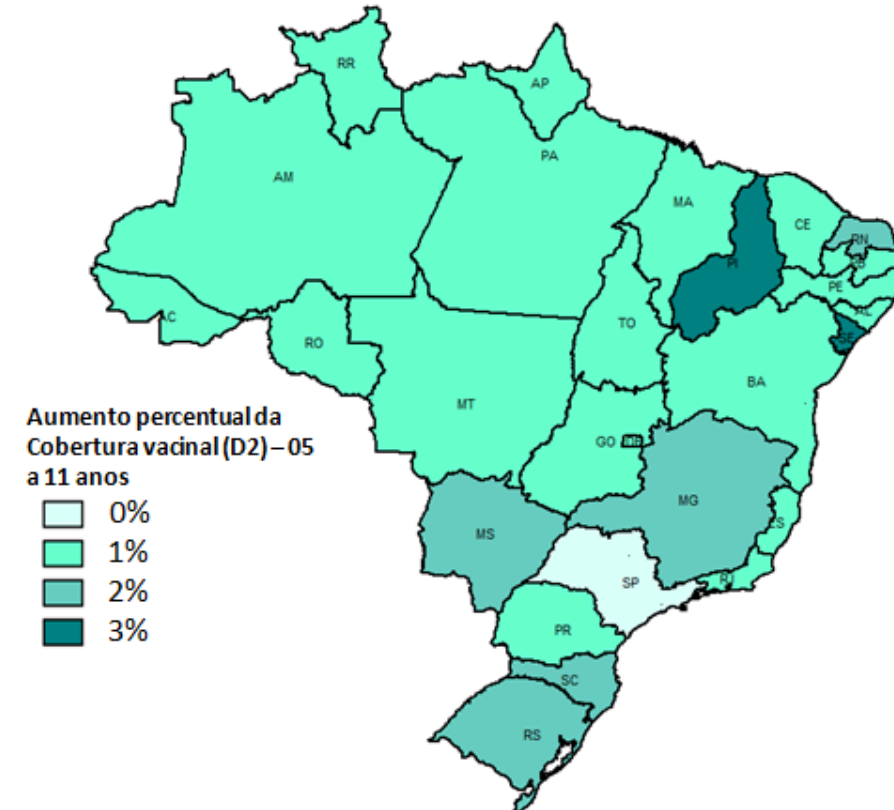 RR
AP
AM
PA
MA
CE
RN
PI
PB
PE
AC
AL
SE
TO
RO
BA
MT
GO
DF
MG
ES
MS
SP
RJ
PR
SC
RS
Aumento percentual da
Cobertura vacinal (D2) – 05
a 11 anos
0%
1%
2%
3%